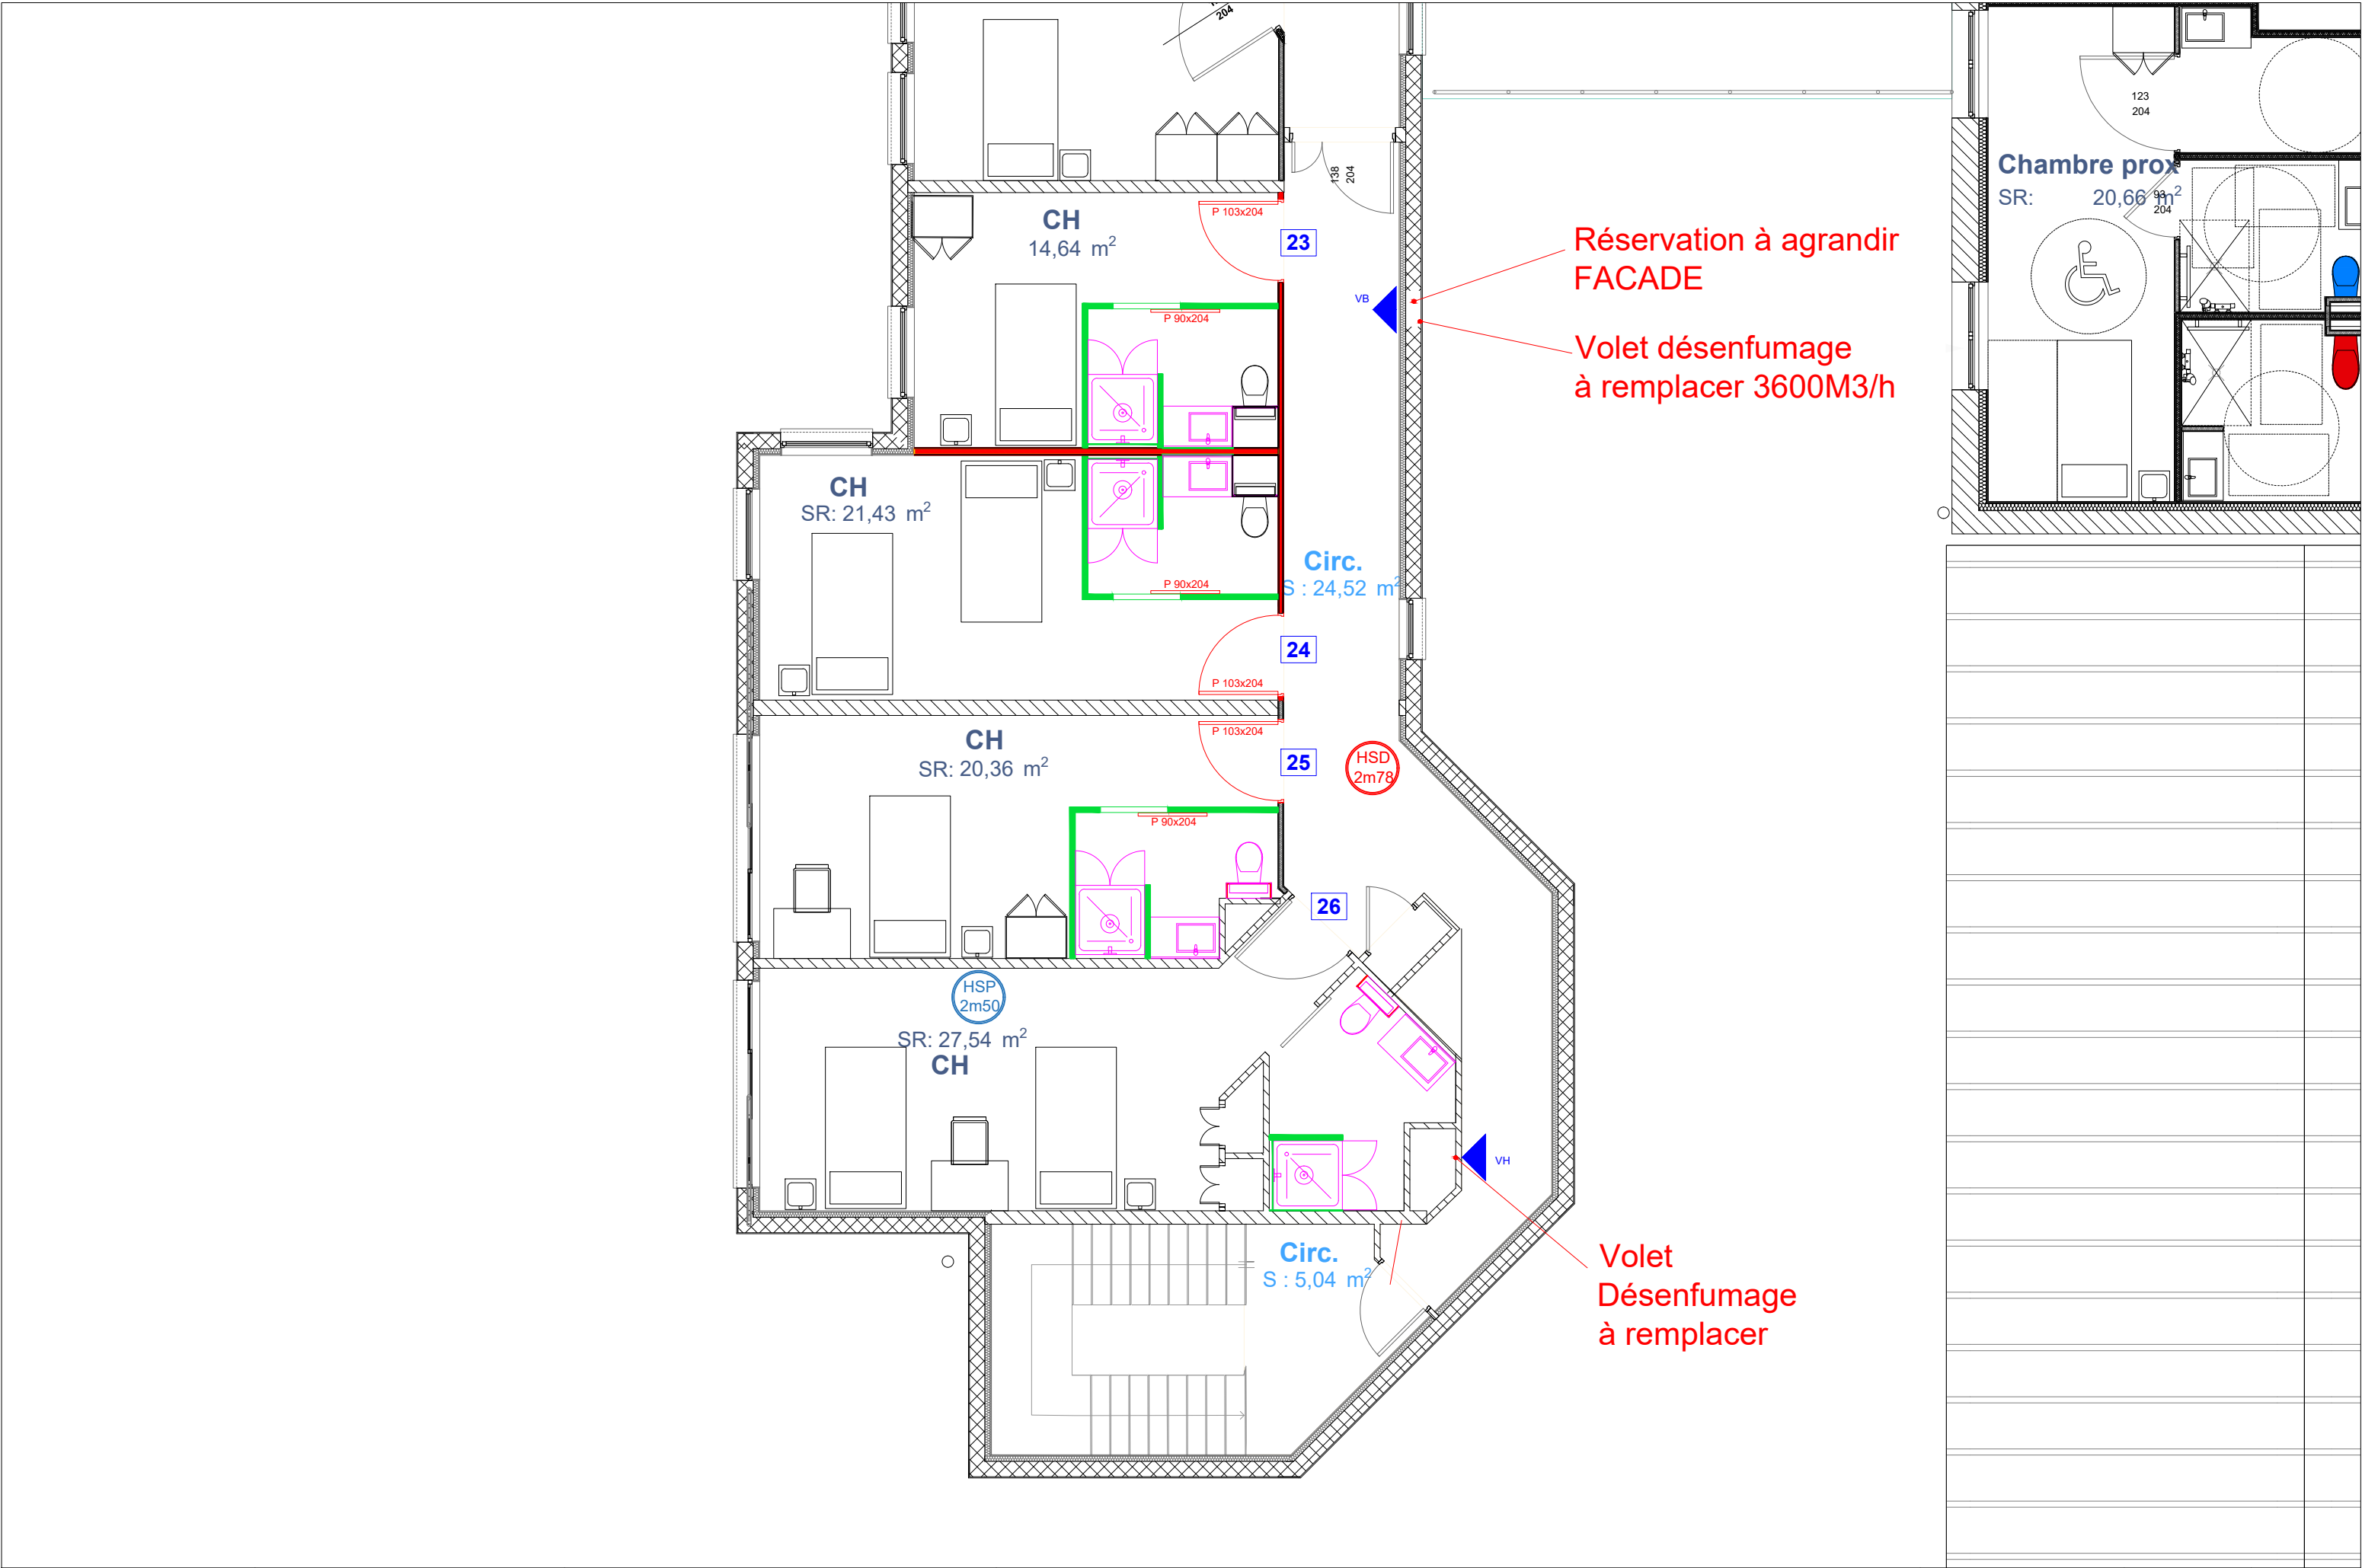 204
123
204
138
204
Chambre prox
SR: 20,66 m²
93
204
P 103x204
CH
14,64 m²
23
Réservation à agrandir
FACADE
VB
P 90x204
Volet désenfumage
à remplacer 3600M3/h
CH
SR: 21,43 m²
Circ.
S : 24,52 m²
P 90x204
24
P 103x204
P 103x204
CH
SR: 20,36 m²
25
HSD
2m78
P 90x204
26
HSP
2m50
SR: 27,54 m²
CH
VH
Circ.
S : 5,04 m²
Volet
Désenfumage
à remplacer